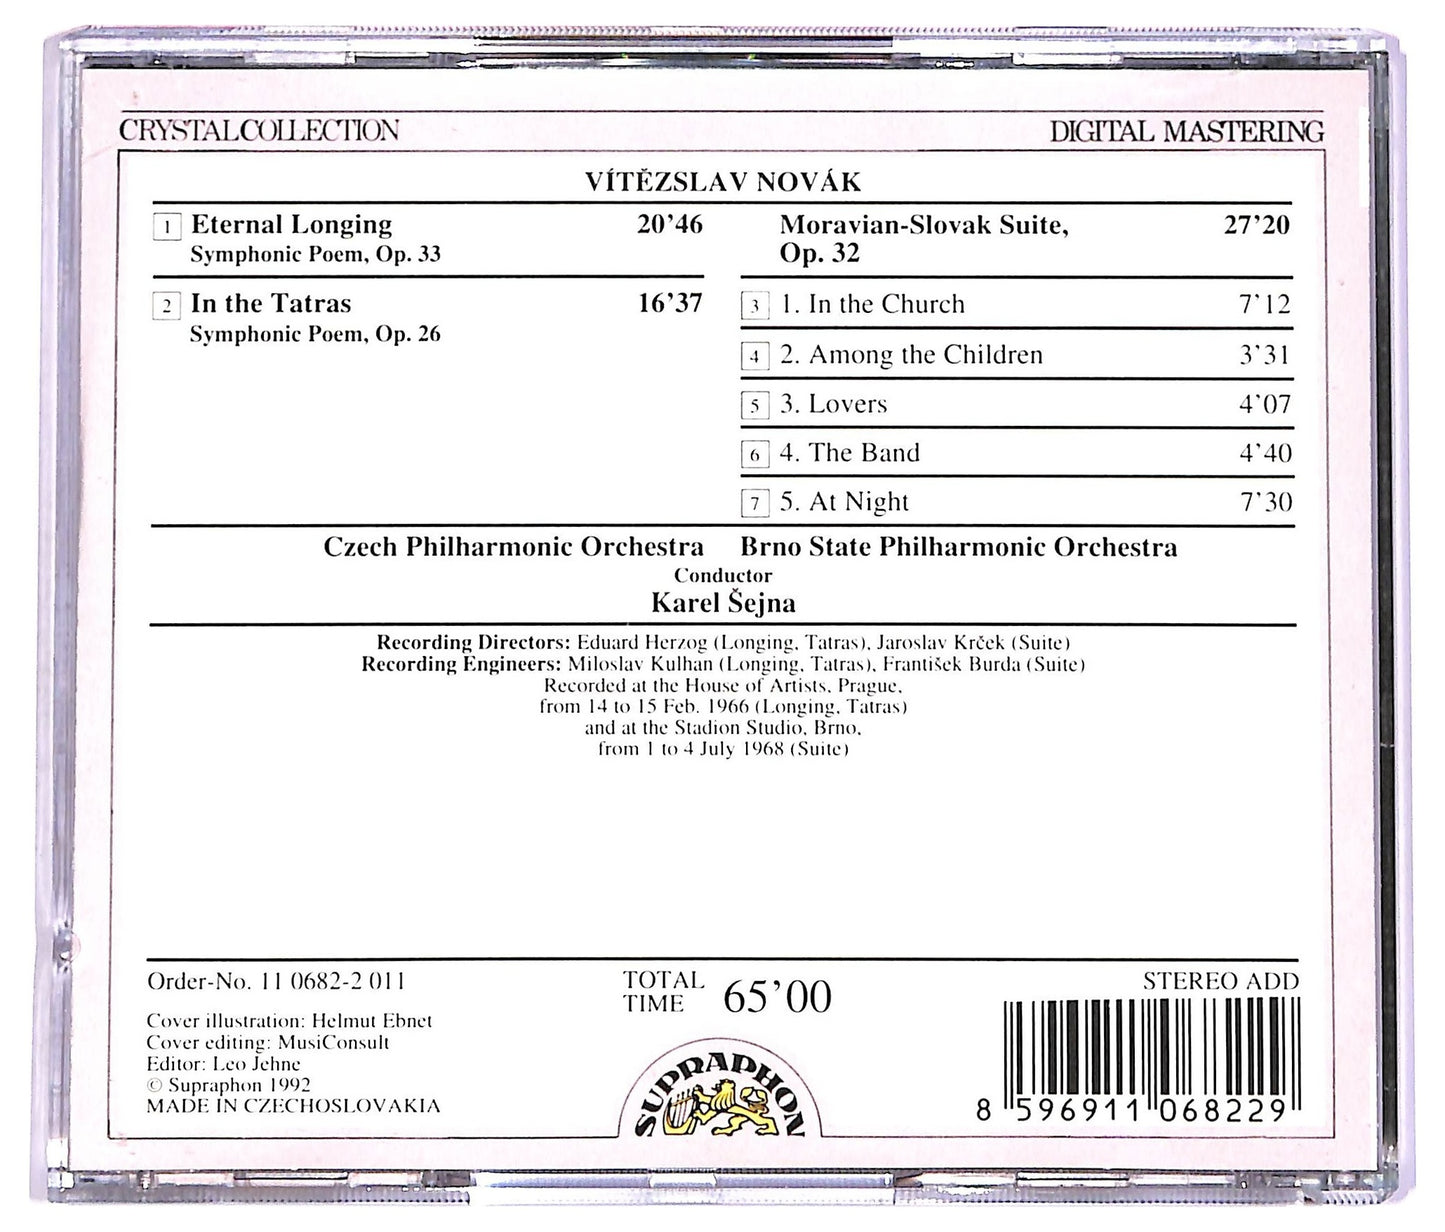 CRYSTALCOLLECTION DIGITAL MASTERING
VÍTĚZSLAV NOVÁK
1 Eternal Longing 20’46
Symphonic Poem, Op. 33
2 In the Tatras 16’37
Symphonic Poem, Op. 26
Moravian-Slovak Suite, 27’20
Op. 32
3 1. In the Church 7’12
4 2. Among the Children 3’31
5 3. Lovers 4’07
6 4. The Band 4’40
7 5. At Night 7’30
Czech Philharmonic Orchestra Brno State Philharmonic Orchestra
Conductor
Karel Šejna
Recording Directors: Eduard Herzog (Longing, Tatras), Jaroslav Krček (Suite)
Recording Engineers: Miloslav Kulhan (Longing, Tatras), František Burda (Suite)
Recorded at the House of Artists, Prague,
from 14 to 15 Feb. 1966 (Longing, Tatras)
and at the Stadion Studio, Brno,
from 1 to 4 July 1968 (Suite)
Order-No. 11 0682-2 011
Cover illustration: Helmut Ebnet
Cover editing: MusiConsult
Editor: Leo Jehne
© Supraphon 1992
MADE IN CZECHOSLOVAKIA
TOTAL
TIME 65’00
SUPRAPHON
STEREO ADD
8 596911 068229